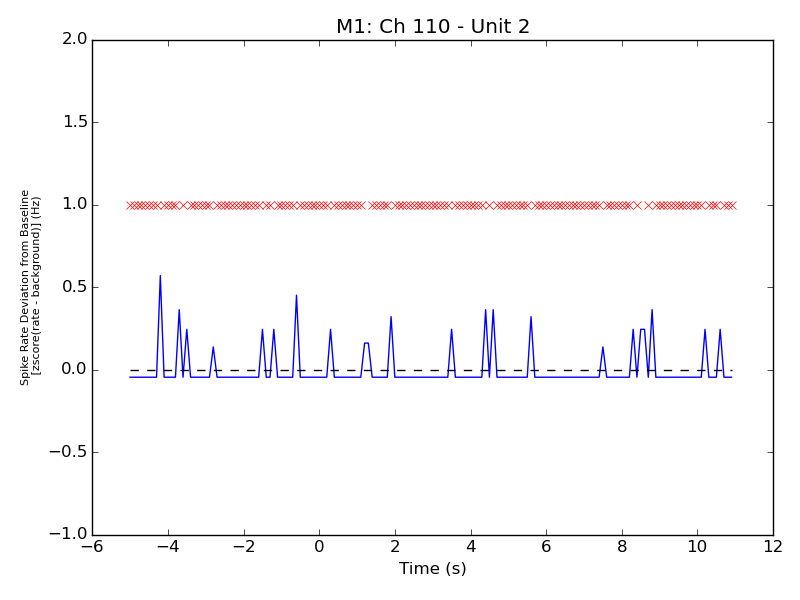 M1: Ch 110 - Unit 2
Spike Rate Deviation from Baseline
[zscore(rate - background)] (Hz)
2.0
1.5
1.0
0.5
0.0
−0.5
−1.0
−6 −4 −2 0 2 4 6 8 10 12
Time (s)